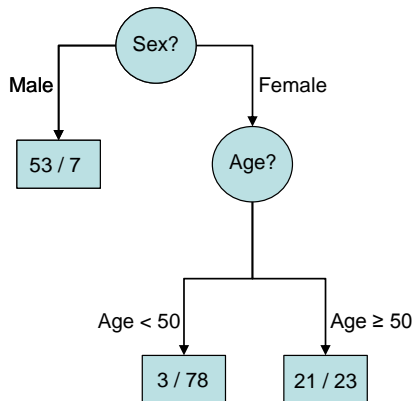 Sex?
Male
Female
53 / 7
Age?
Age < 50
Age ≥ 50
3 / 78
21 / 23